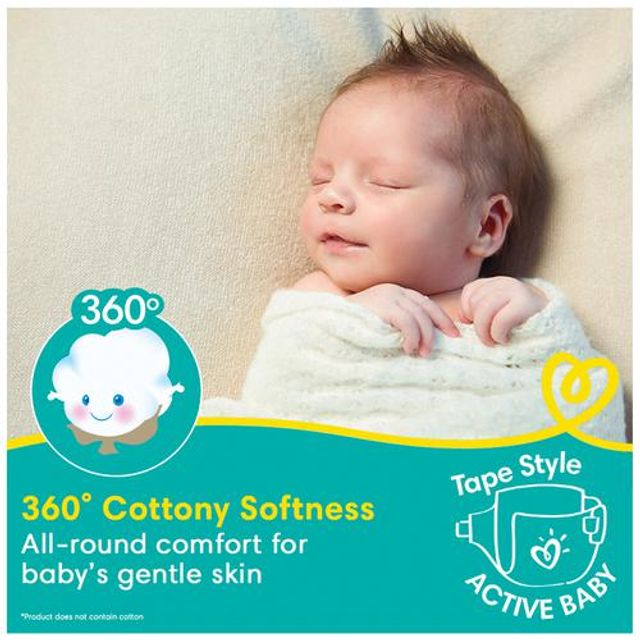 360°
360° Cottony Softness
All-round comfort for
baby's gentle skin
*Product does not contain cotton
Tape Style
ACTIVE BABY